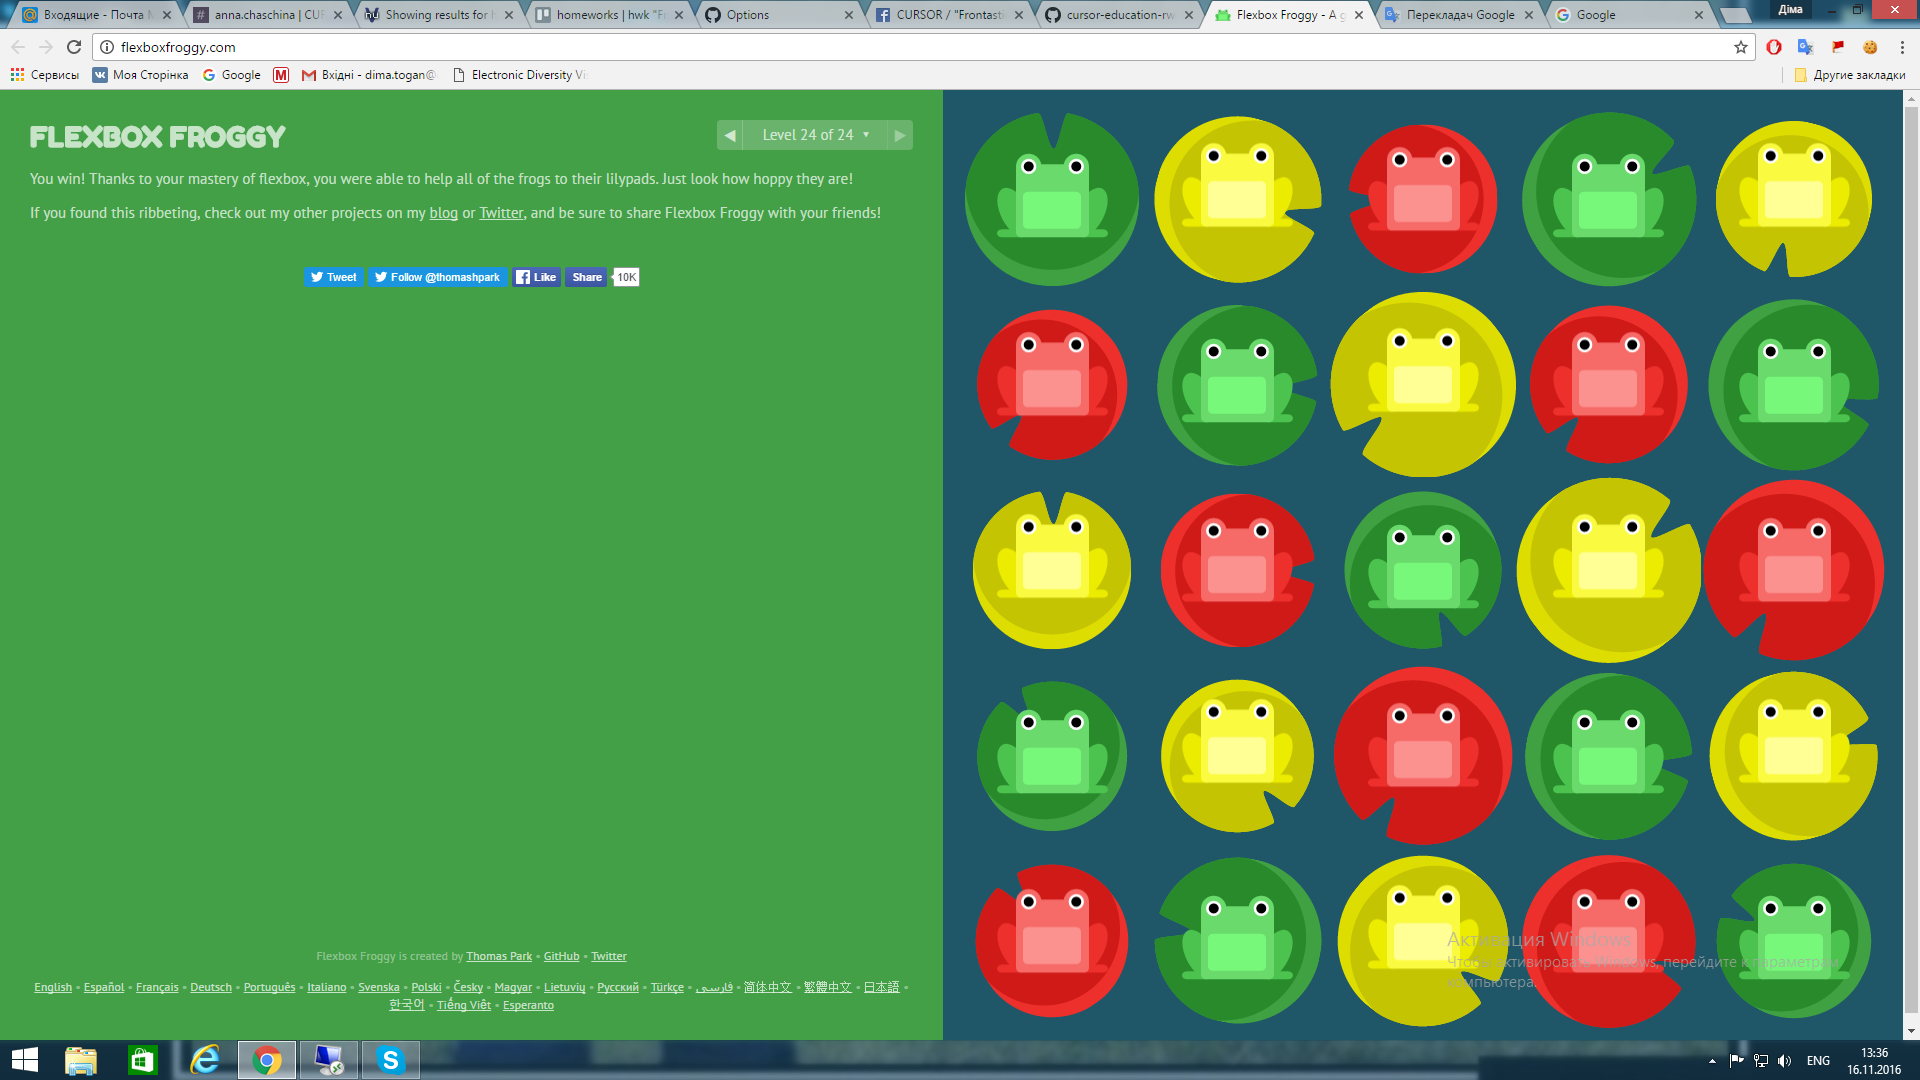 Входящие - Почта
anna.chaschina | CUR
Showing results for
homeworks | hwk
Options
CURSOR / "Frontasti
cursor-education-rw
Flexbox Froggy - A g
Перекладач Google
Google
Діма
flexboxfroggy.com
Сервисы
Моя Сторінка
Google
Вхідні - dima.togan@
Electronic Diversity Vi
Другие закладки
FLEXBOX FROGGY
◀ Level 24 of 24 ▼ ▶
You win! Thanks to your mastery of flexbox, you were able to help all of the frogs to their lilypads. Just look how hoppy they are!
If you found this ribbeting, check out my other projects on my blog or Twitter, and be sure to share Flexbox Froggy with your friends!
Tweet Follow @thomashpark Like Share 10K
Flexbox Froggy is created by Thomas Park • GitHub • Twitter
English • Español • Français • Deutsch • Português • Italiano • Svenska • Polski • Česky • Magyar • Lietuvių • Русский • Türkçe • فارسی • 简体中文 • 繁體中文 • 日本語 •
한국어 • Tiếng Việt • Esperanto
Активация Windows
Чтобы активировать Windows, перейдите к параметрам
компьютера.
ENG
13:36
16.11.2016